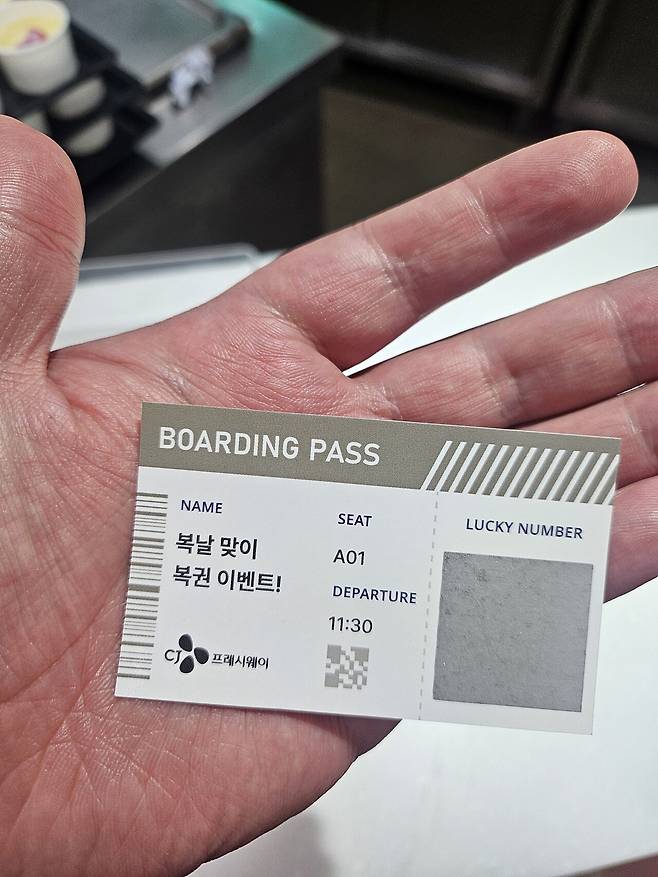 BOARDING PASS
NAME
복날 맞이
복권 이벤트!
SEAT
A01
DEPARTURE
11:30
LUCKY NUMBER
CJ 프레시웨이